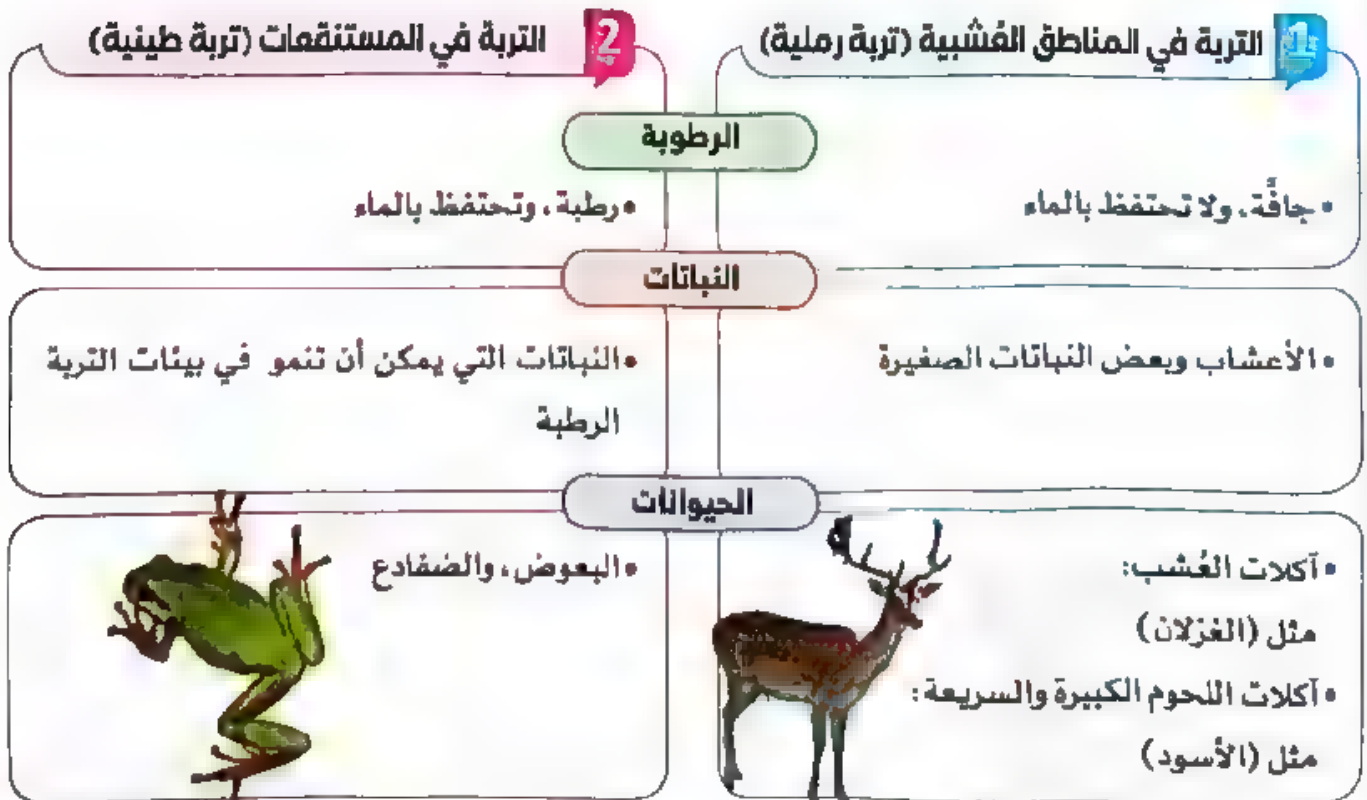 1 التربة في المناطق العُشبية (تربة رملية)
2 التربة في المستنقعات (تربة طينية)
الرطوبة
• جافَّة، ولا تحتفظ بالماء
• رطبة، وتحتفظ بالماء
النباتات
• الأعشاب وبعض النباتات الصغيرة
• النباتات التي يمكن أن تنمو في بيئات التربة
الرطبة
الحيوانات
• آكلات العُشب:
مثل (الغزلان)
• آكلات اللحوم الكبيرة والسريعة:
مثل (الأسود)
• البعوض، والضفادع